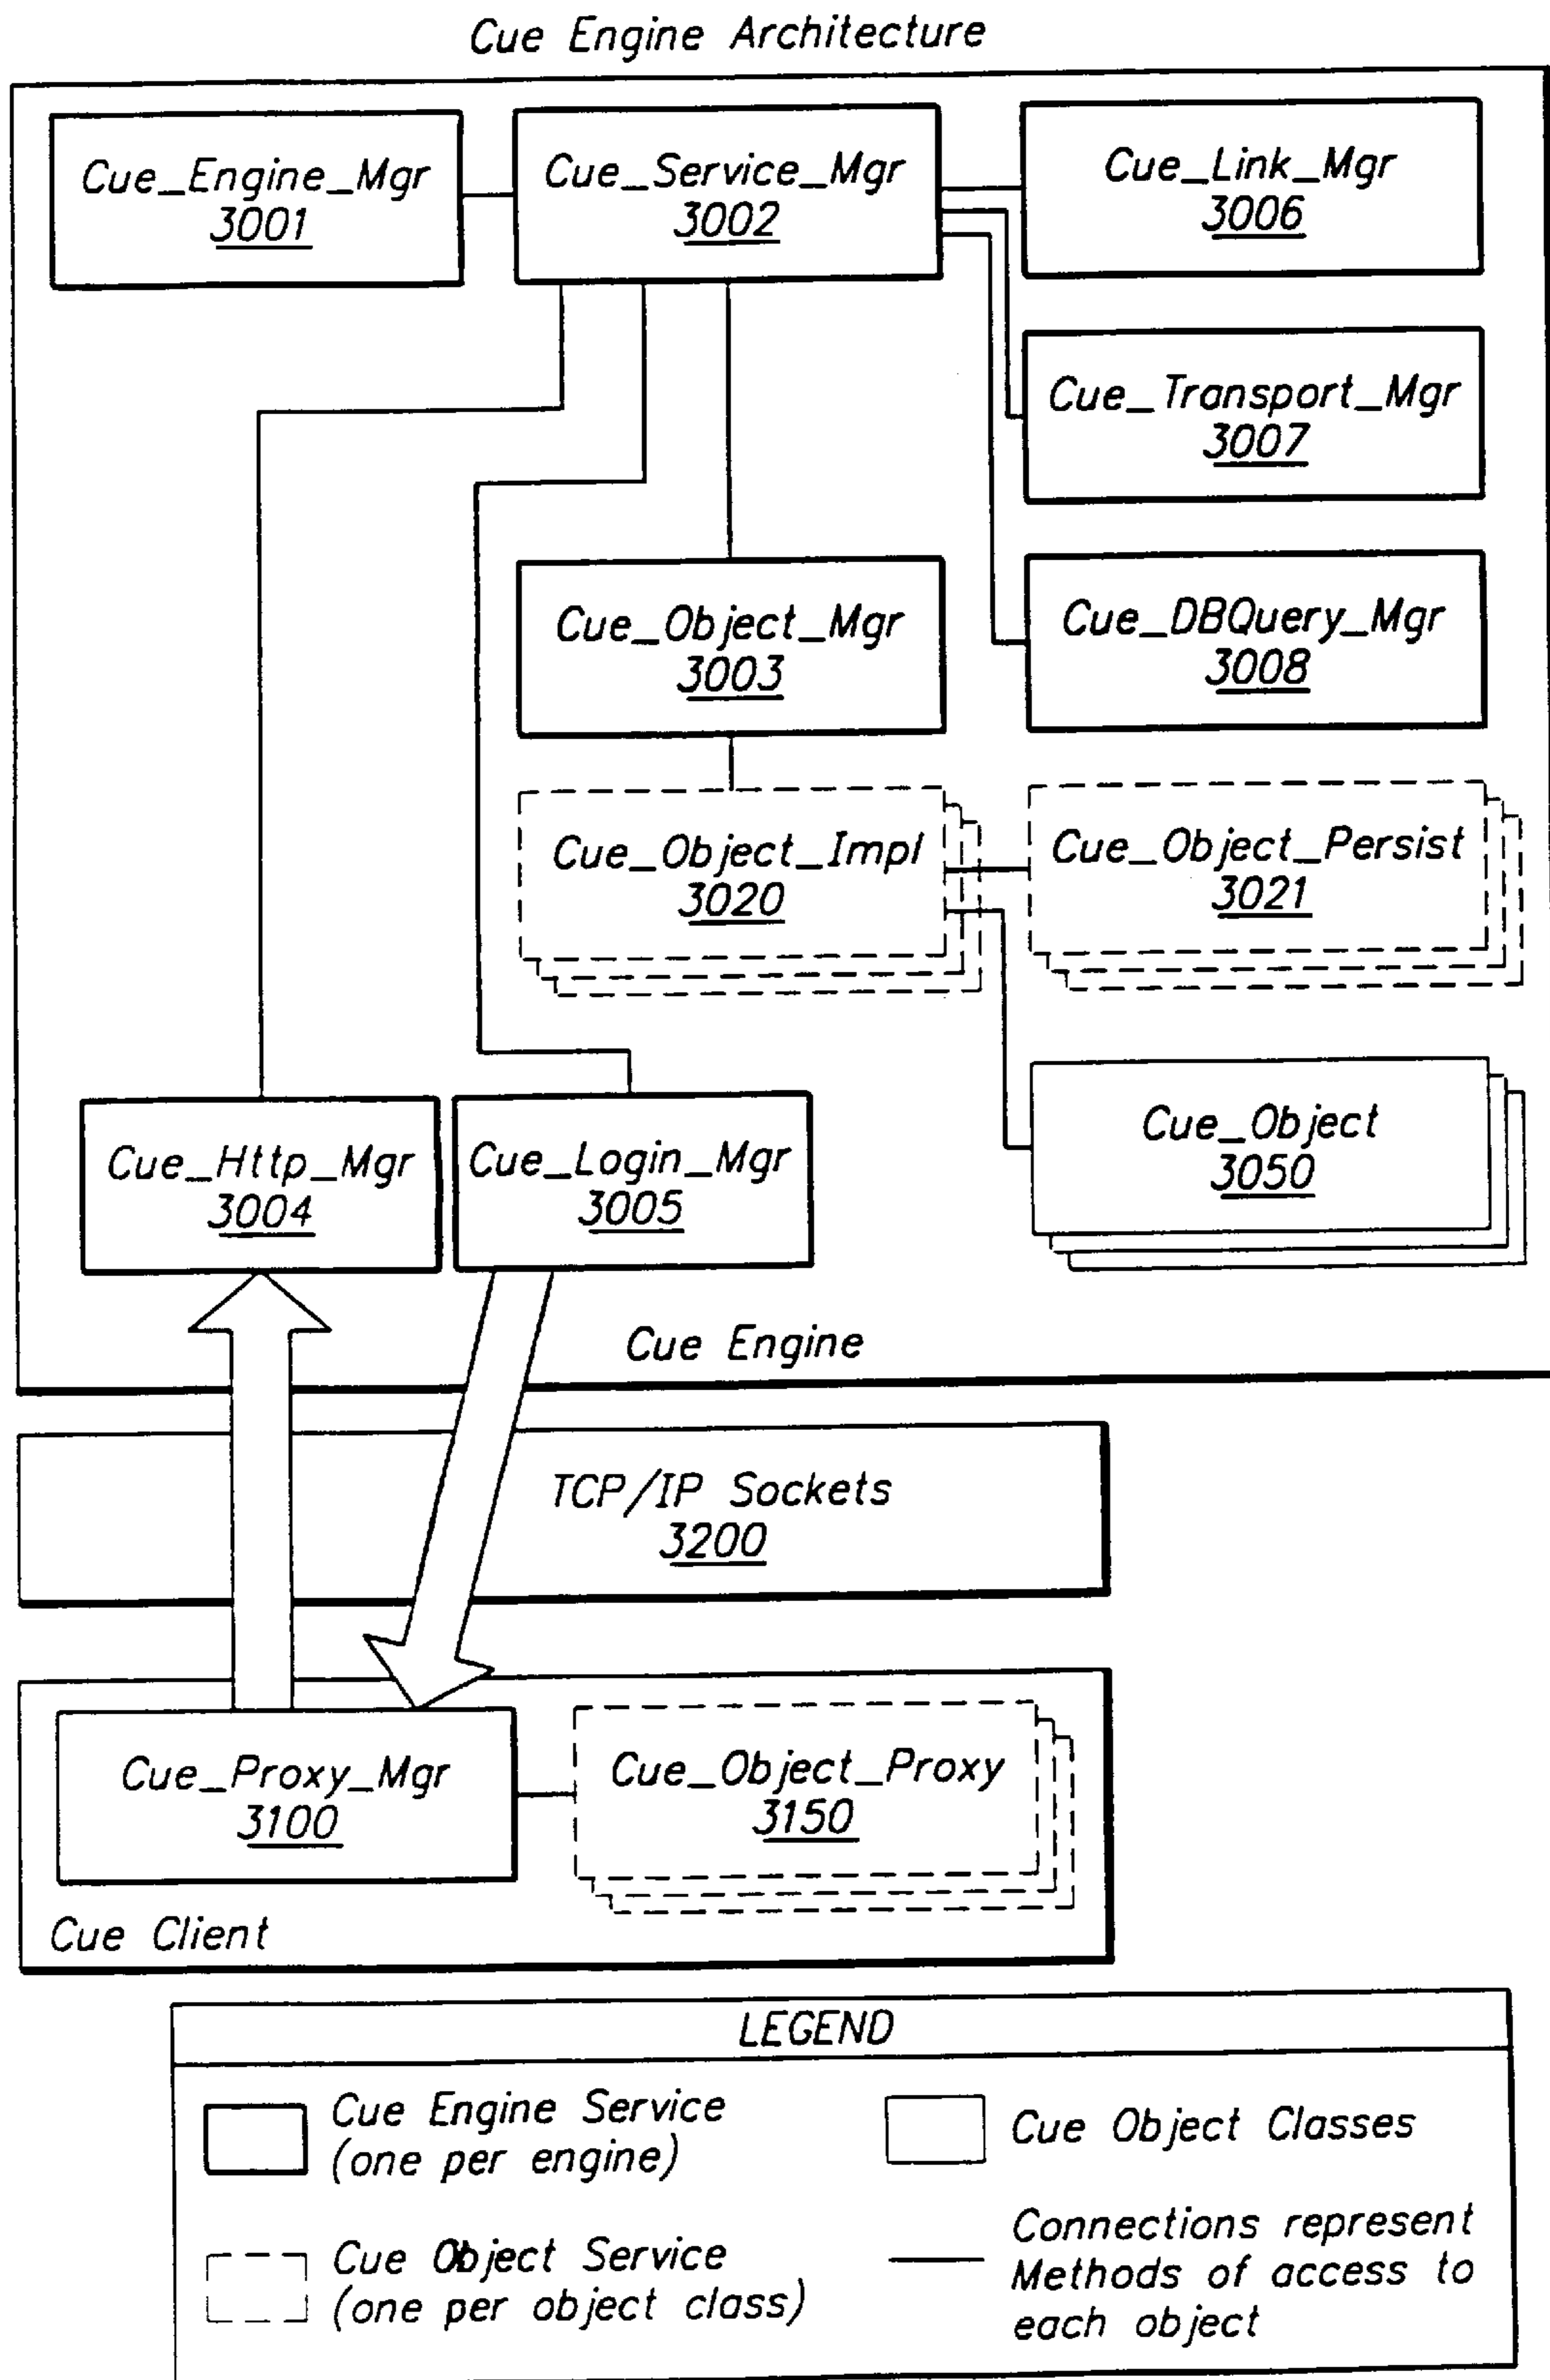 Cue Engine Architecture
Cue_Engine_Mgr
3001
Cue_Service_Mgr
3002
Cue_Link_Mgr
3006
Cue_Transport_Mgr
3007
Cue_Object_Mgr
3003
Cue_DBQuery_Mgr
3008
Cue_Object_Impl
3020
Cue_Object_Persist
3021
Cue_Http_Mgr
3004
Cue_Login_Mgr
3005
Cue_Object
3050
Cue Engine
TCP/IP Sockets
3200
Cue_Proxy_Mgr
3100
Cue_Object_Proxy
3150
Cue Client
LEGEND
Cue Engine Service
(one per engine)
Cue Object Classes
Cue Object Service
(one per object class)
Connections represent
Methods of access to
each object